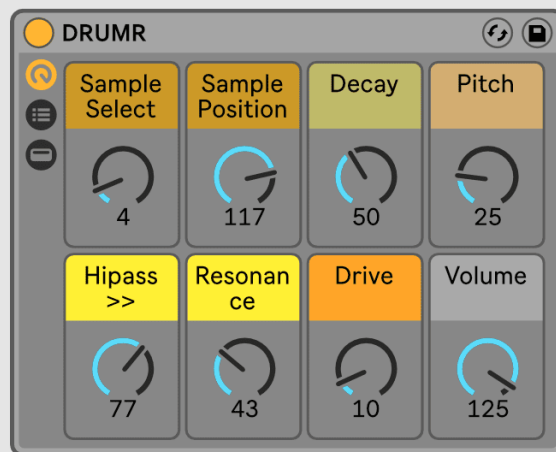 DRUMR
Sample
Select
4
Sample
Position
117
Decay
50
Pitch
25
Hipass
>>
77
Resonan
ce
43
Drive
10
Volume
125